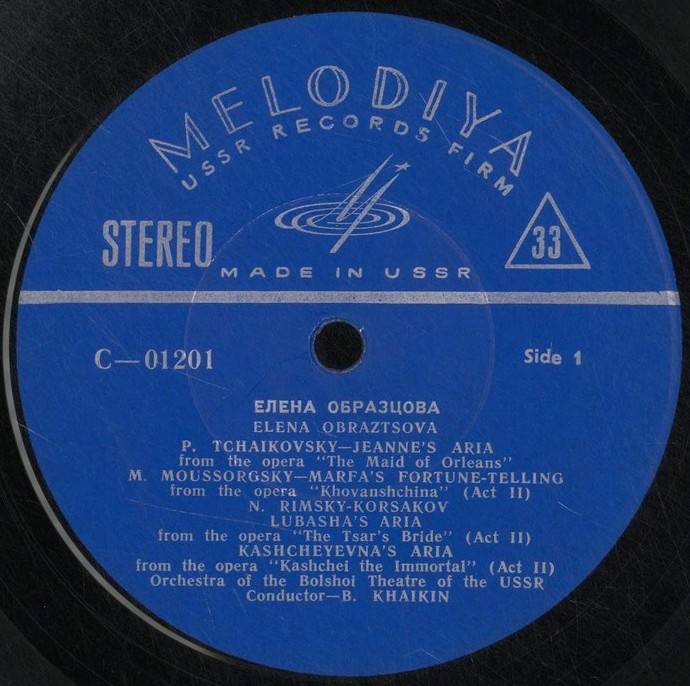 MELODIYA
USSR RECORDS FIRM
STEREO
33
MADE IN USSR
C—01201
Side 1
ЕЛЕНА ОБРАЗЦОВА
ELENA OBRAZTSOVA
P. TCHAIKOVSKY—JEANNE'S ARIA
from the opera "The Maid of Orleans"
M. MOUSSORGSKY—MARFA'S FORTUNE-TELLING
from the opera "Khovanshchina" (Act II)
N. RIMSKY-KORSAKOV
LUBASHA'S ARIA
from the opera "The Tsar's Bride" (Act II)
KASHCHEYEVNA'S ARIA
from the opera "Kashchei the Immortal" (Act II)
Orchestra of the Bolshoi Theatre of the USSR
Conductor—B. KHAIKIN